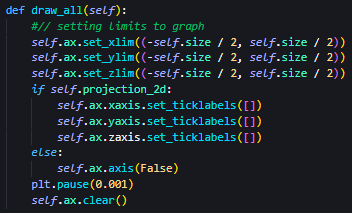 def draw_all(self):
    #// setting limits to graph
    self.ax.set_xlim((-self.size / 2, self.size / 2))
    self.ax.set_ylim((-self.size / 2, self.size / 2))
    self.ax.set_zlim((-self.size / 2, self.size / 2))
    if self.projection_2d:
        self.ax.xaxis.set_ticklabels([])
        self.ax.yaxis.set_ticklabels([])
        self.ax.zaxis.set_ticklabels([])
    else:
        self.ax.axis(False)
    plt.pause(0.001)
    self.ax.clear()